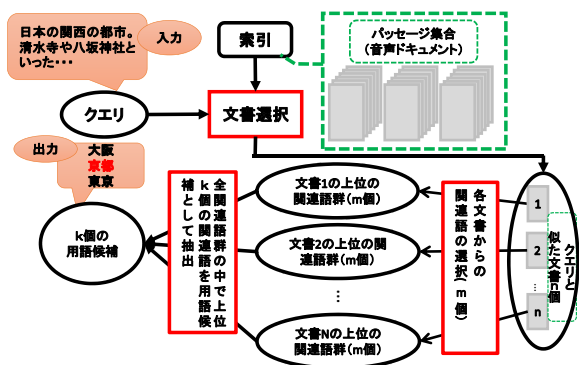 日本の関西の都市。
清水寺や八坂神社と
いった・・・
入力
索引
パッセージ集合
(音声ドキュメント)
クエリ
文書選択
出力
大阪
京都
東京
k個の
用語候補
全関連語群の中で上位
k個の関連語を用語候
補として抽出
文書1の上位の
関連語群(m個)
文書2の上位の関
連語群(m個)
…
文書Nの上位の
関連語群(m個)
各文書からの
関連語の選択(m個)
1
2
…
n
クエリと
似た文書n個